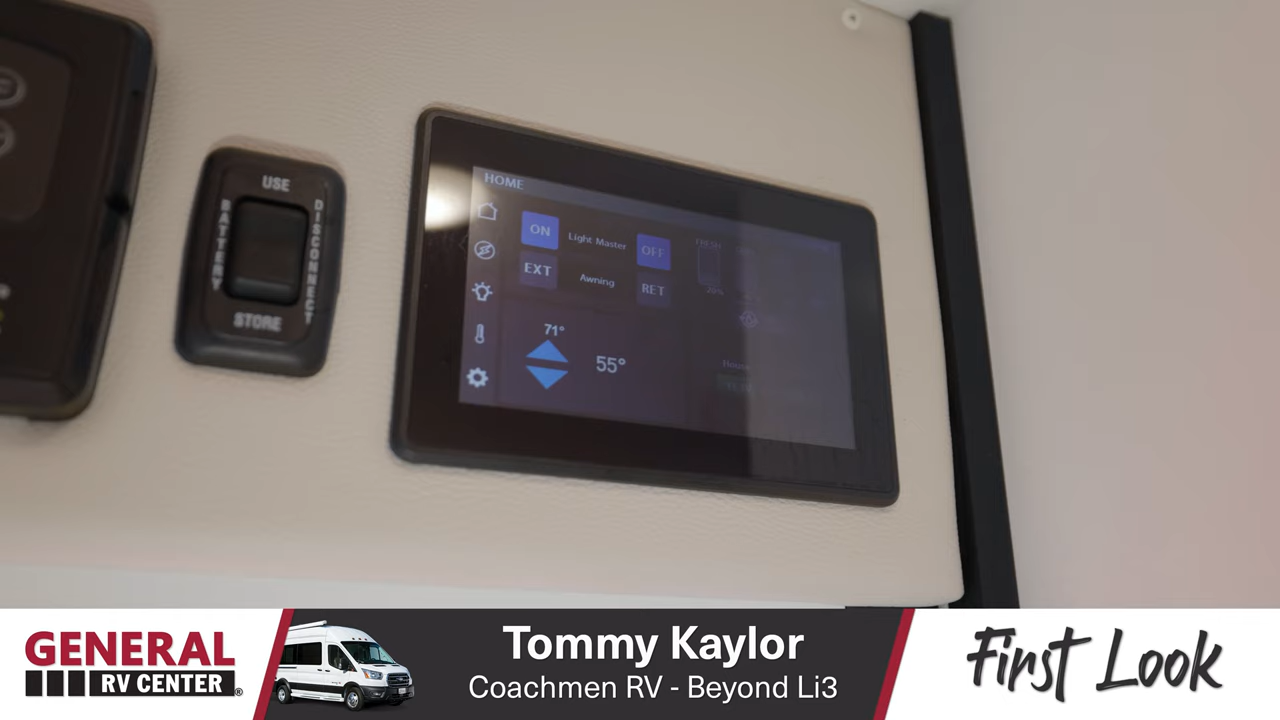 USE
BATTERY
DISCONNECT
STORE
HOME
ON
Light Master
OFF
EXT
Awning
RET
FRESH
71°
55°
GENERAL
RV CENTER®
Tommy Kaylor
Coachmen RV - Beyond Li3
First Look